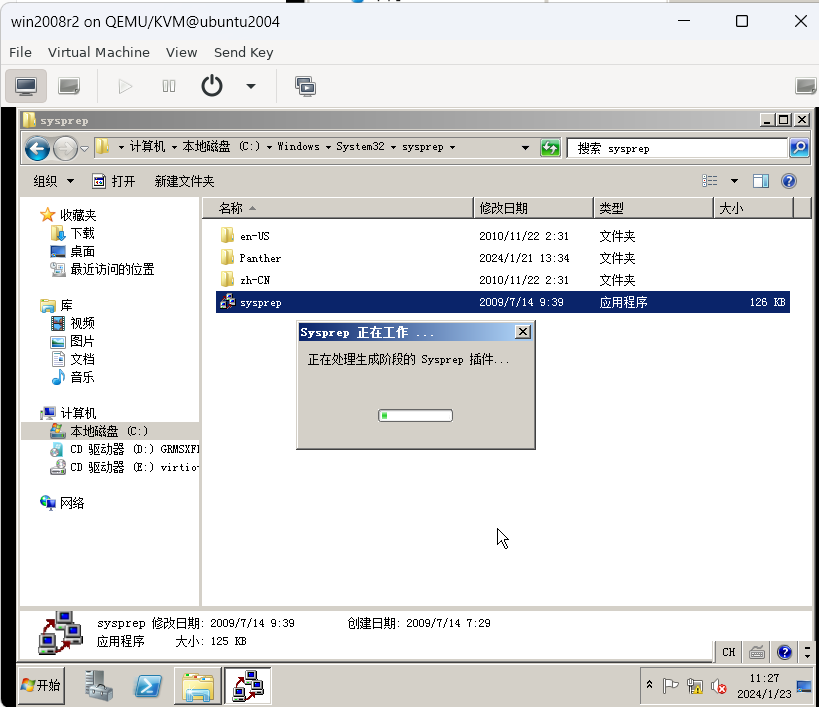 win2008r2 on QEMU/KVM@ubuntu2004
File Virtual Machine View Send Key
sysprep
计算机 本地磁盘 (C:) Windows System32 sysprep
搜索 sysprep
组织 打开 新建文件夹
名称 修改日期 类型 大小
收藏夹
下载
桌面
最近访问的位置
库
视频
图片
文档
音乐
计算机
本地磁盘 (C:)
CD 驱动器 (D:) GRMSXF
CD 驱动器 (E:) virtio
网络
en-US 2010/11/22 2:31 文件夹
Panther 2024/1/21 13:34 文件夹
zh-CN 2010/11/22 2:31 文件夹
sysprep 2009/7/14 9:39 应用程序 126 KB
Sysprep 正在工作 ...
正在处理生成阶段的 Sysprep 插件...
sysprep 修改日期: 2009/7/14 9:39 创建日期: 2009/7/14 7:29
应用程序 大小: 125 KB
CH
开始
11:27
2024/1/23